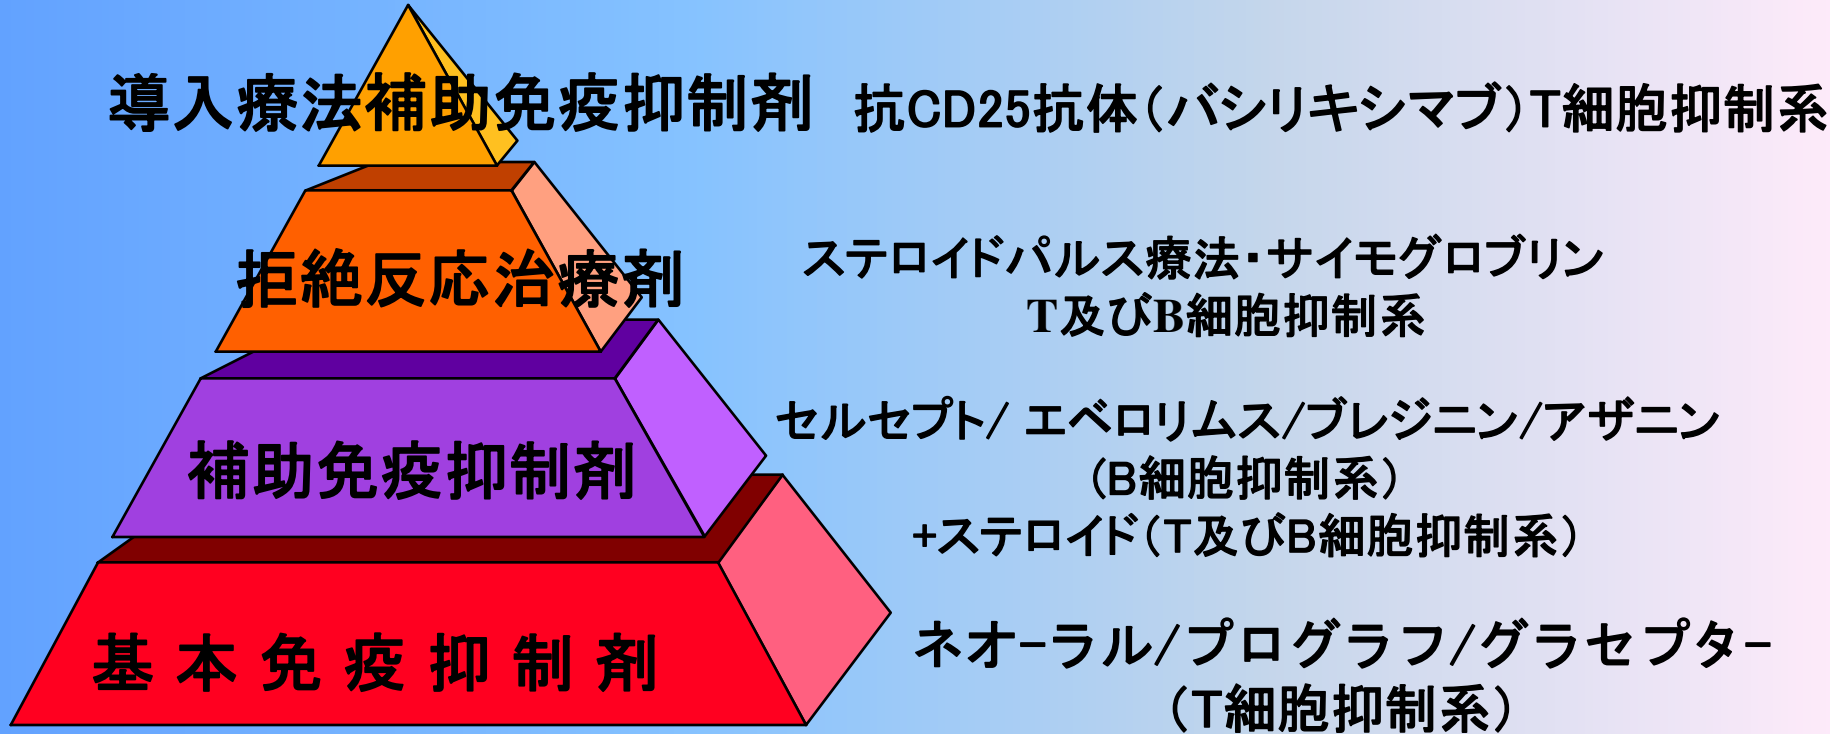 導入療法補助免疫抑制剤 抗CD25抗体（バシリキシマブ）T細胞抑制系
拒絶反応治療剤
ステロイドパルス療法・サイモグロブリン
T及びB細胞抑制系
補助免疫抑制剤
セルセプト/ エベロリムス/ブレジニン/アザニン
（B細胞抑制系）
+ステロイド（T及びB細胞抑制系）
基本免疫抑制剤
ネオ-ラル/プログラフ/グラセプタ-
（T細胞抑制系）